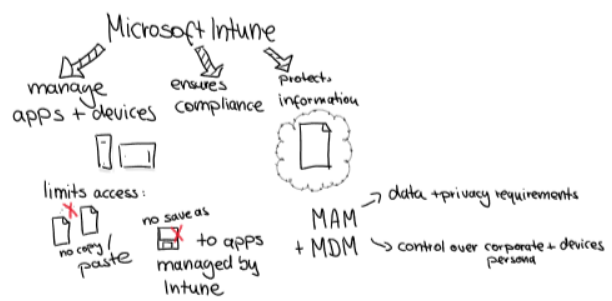 Microsoft Intune
manage
apps + devices
ensures
compliance
protects
information
limits access:
no copy/
paste
no save as
to apps
managed by
Intune
MAM
+ MDM
data + privacy requirements
control over corporate + devices
persona